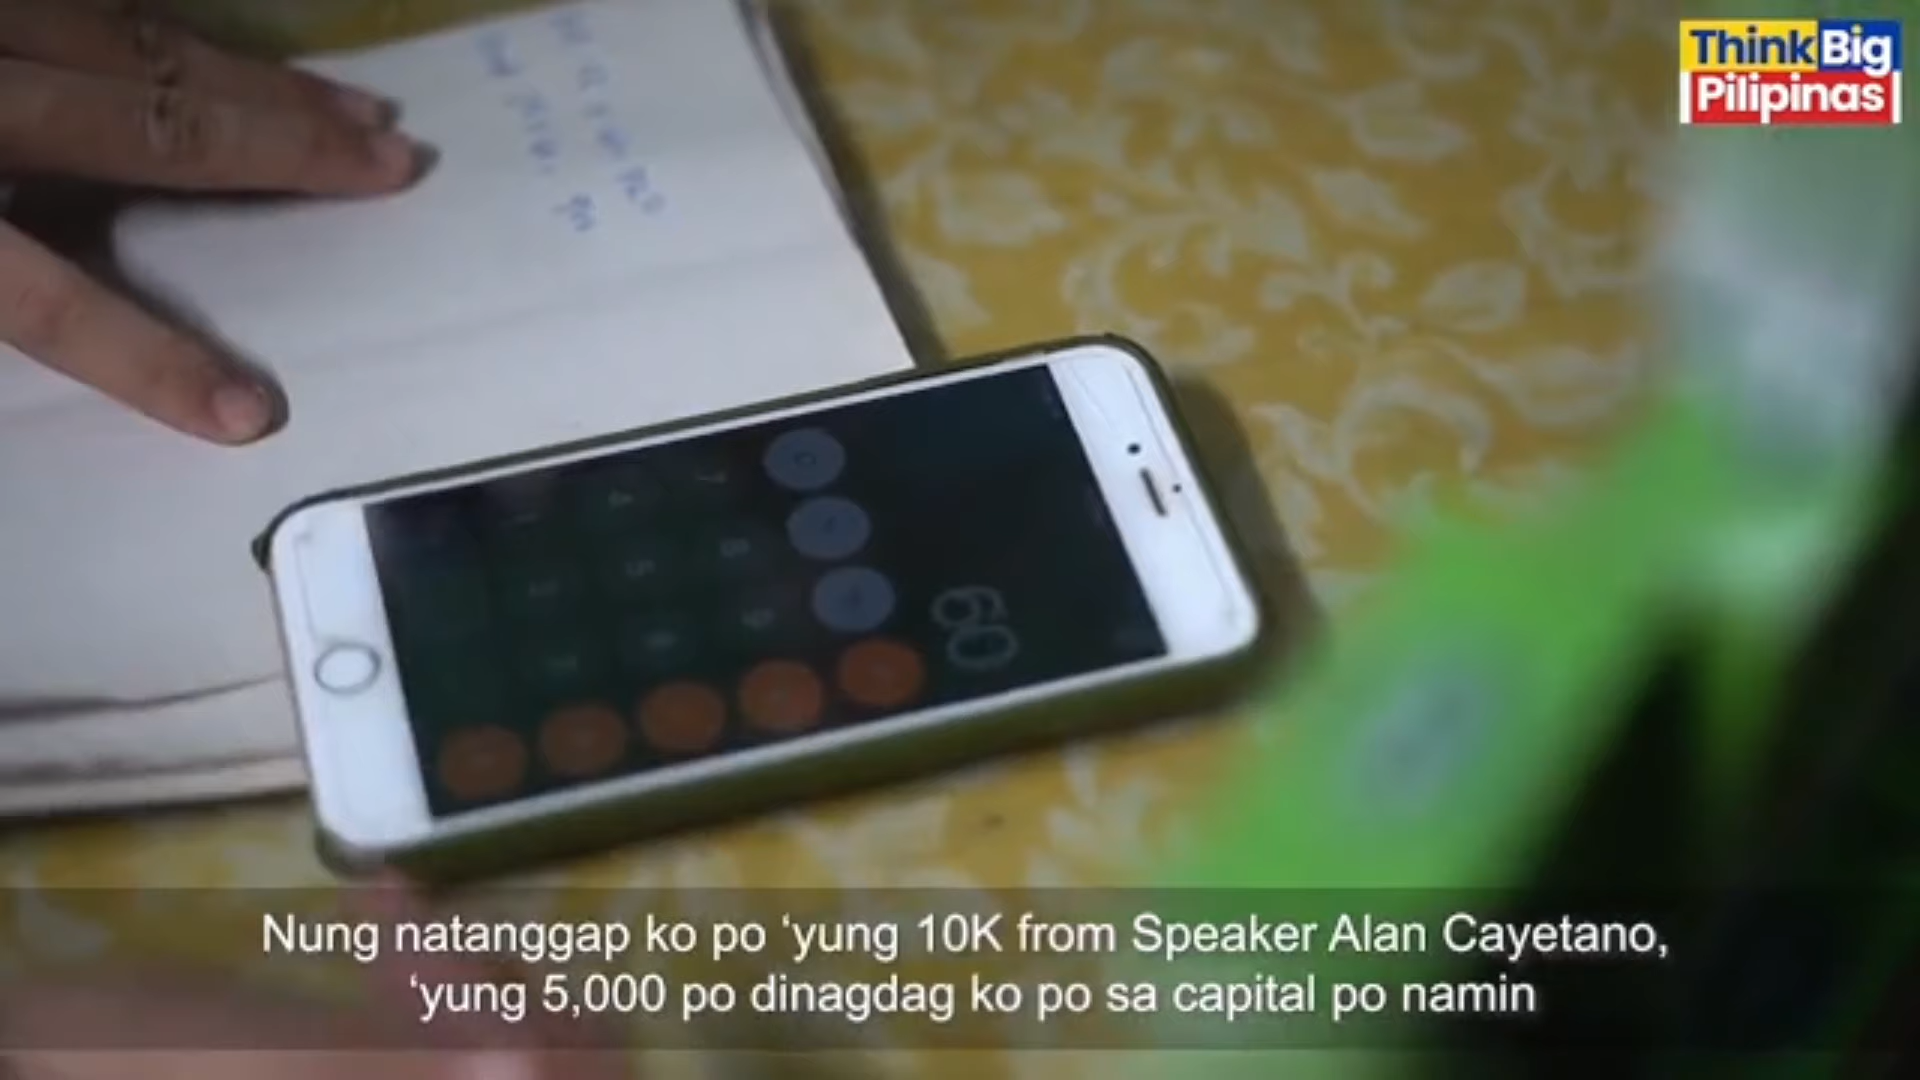 Think Big
Pilipinas
60
Nung natanggap ko po ‘yung 10K from Speaker Alan Cayetano,
‘yung 5,000 po dinagdag ko po sa capital po namin